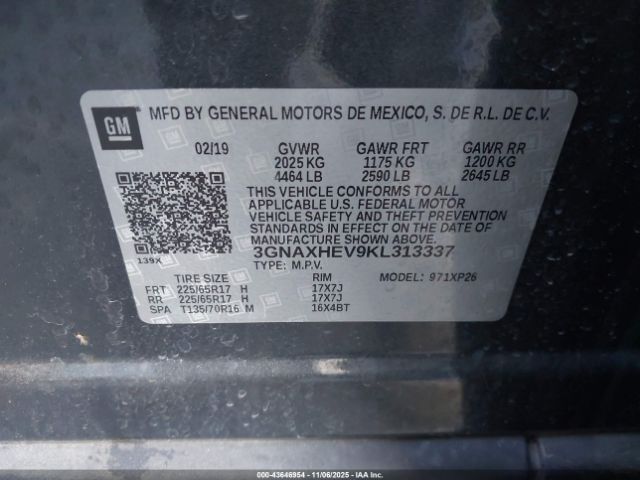 GM
MFD BY GENERAL MOTORS DE MEXICO, S. DE R.L. DE C.V.
02/19 GVWR GAWR FRT GAWR RR
2025 KG 1175 KG 1200 KG
4464 LB 2590 LB 2645 LB
THIS VEHICLE CONFORMS TO ALL
APPLICABLE U.S. FEDERAL MOTOR
VEHICLE SAFETY AND THEFT PREVENTION
STANDARDS IN EFFECT ON THE DATE OF
MANUFACTURE SHOWN ABOVE.
139X
3GNAXHEV9KL313337
TYPE: M.P.V. MODEL: 971XP26
TIRE SIZE RIM
FRT 225/65R17 H 17X7J
RR 225/65R17 H 17X7J
SPA T135/70R16 M 16X4BT
000-43646954 | 11/06/2025 | IAAI.COM